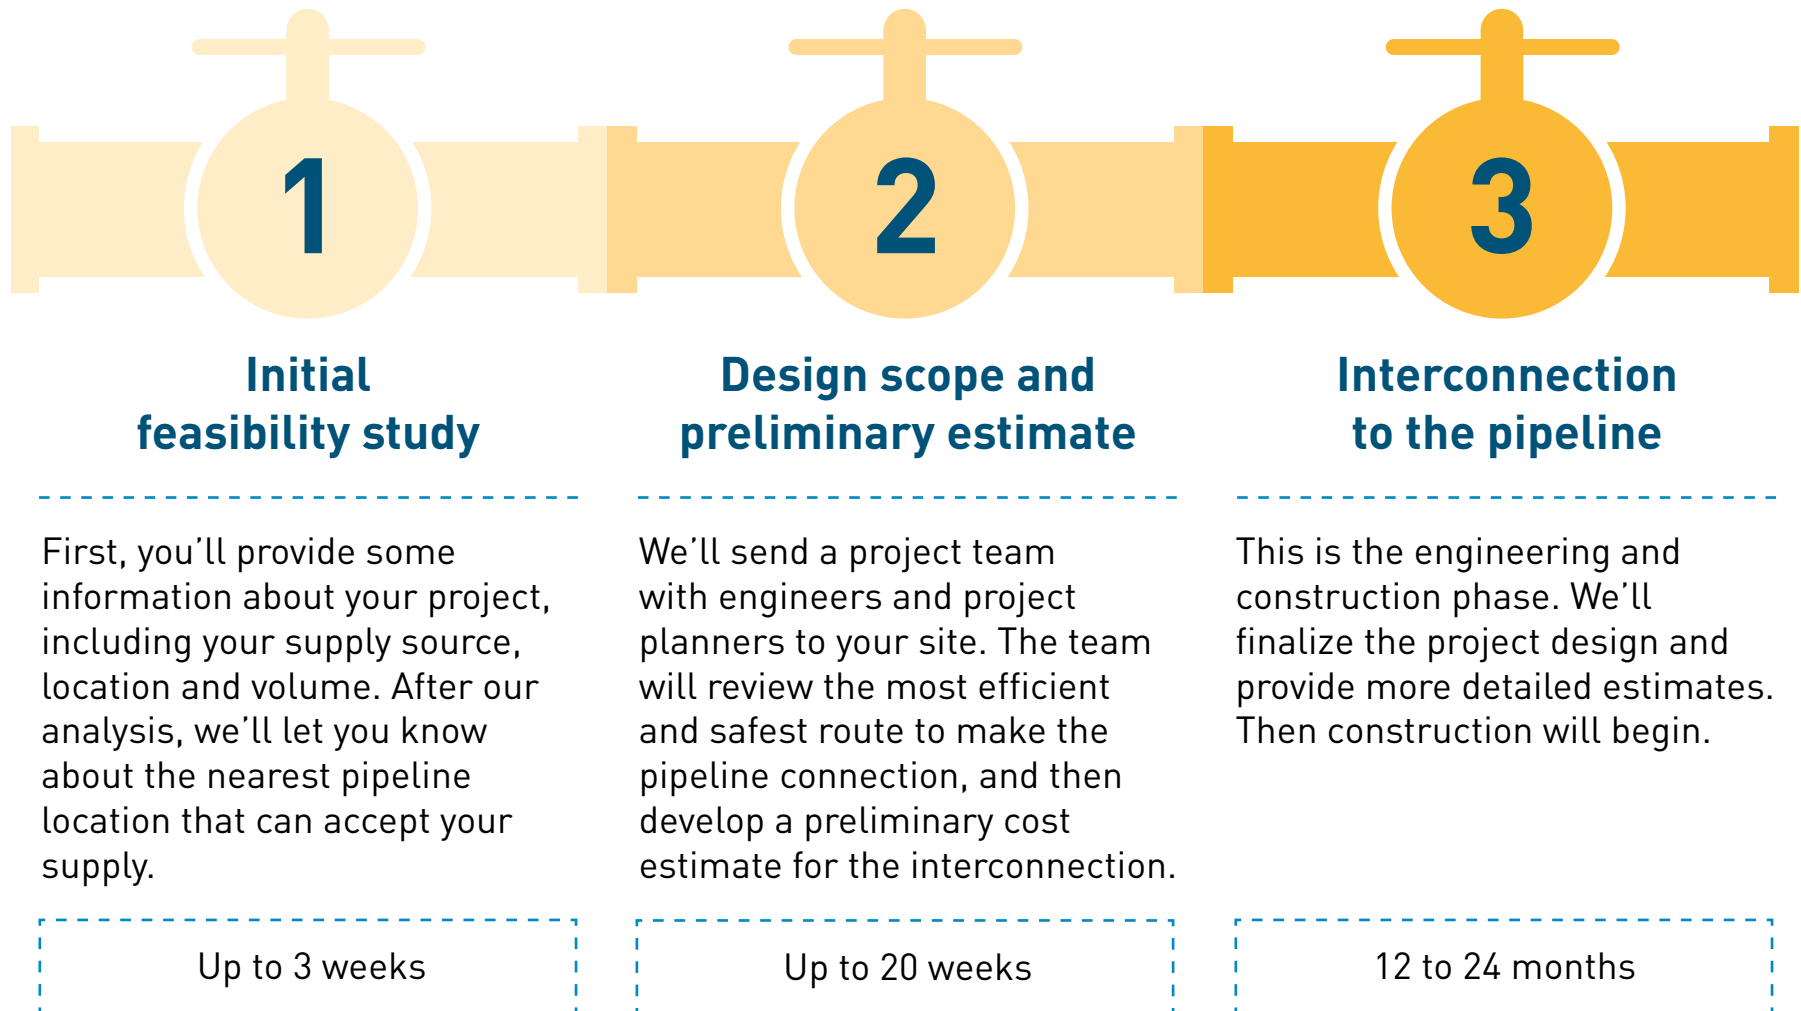 1
2
3
Initial
feasibility study
First, you’ll provide some
information about your project,
including your supply source,
location and volume. After our
analysis, we’ll let you know
about the nearest pipeline
location that can accept your
supply.
Up to 3 weeks
Design scope and
preliminary estimate
We’ll send a project team
with engineers and project
planners to your site. The team
will review the most efficient
and safest route to make the
pipeline connection, and then
develop a preliminary cost
estimate for the interconnection.
Up to 20 weeks
Interconnection
to the pipeline
This is the engineering and
construction phase. We’ll
finalize the project design and
provide more detailed estimates.
Then construction will begin.
12 to 24 months